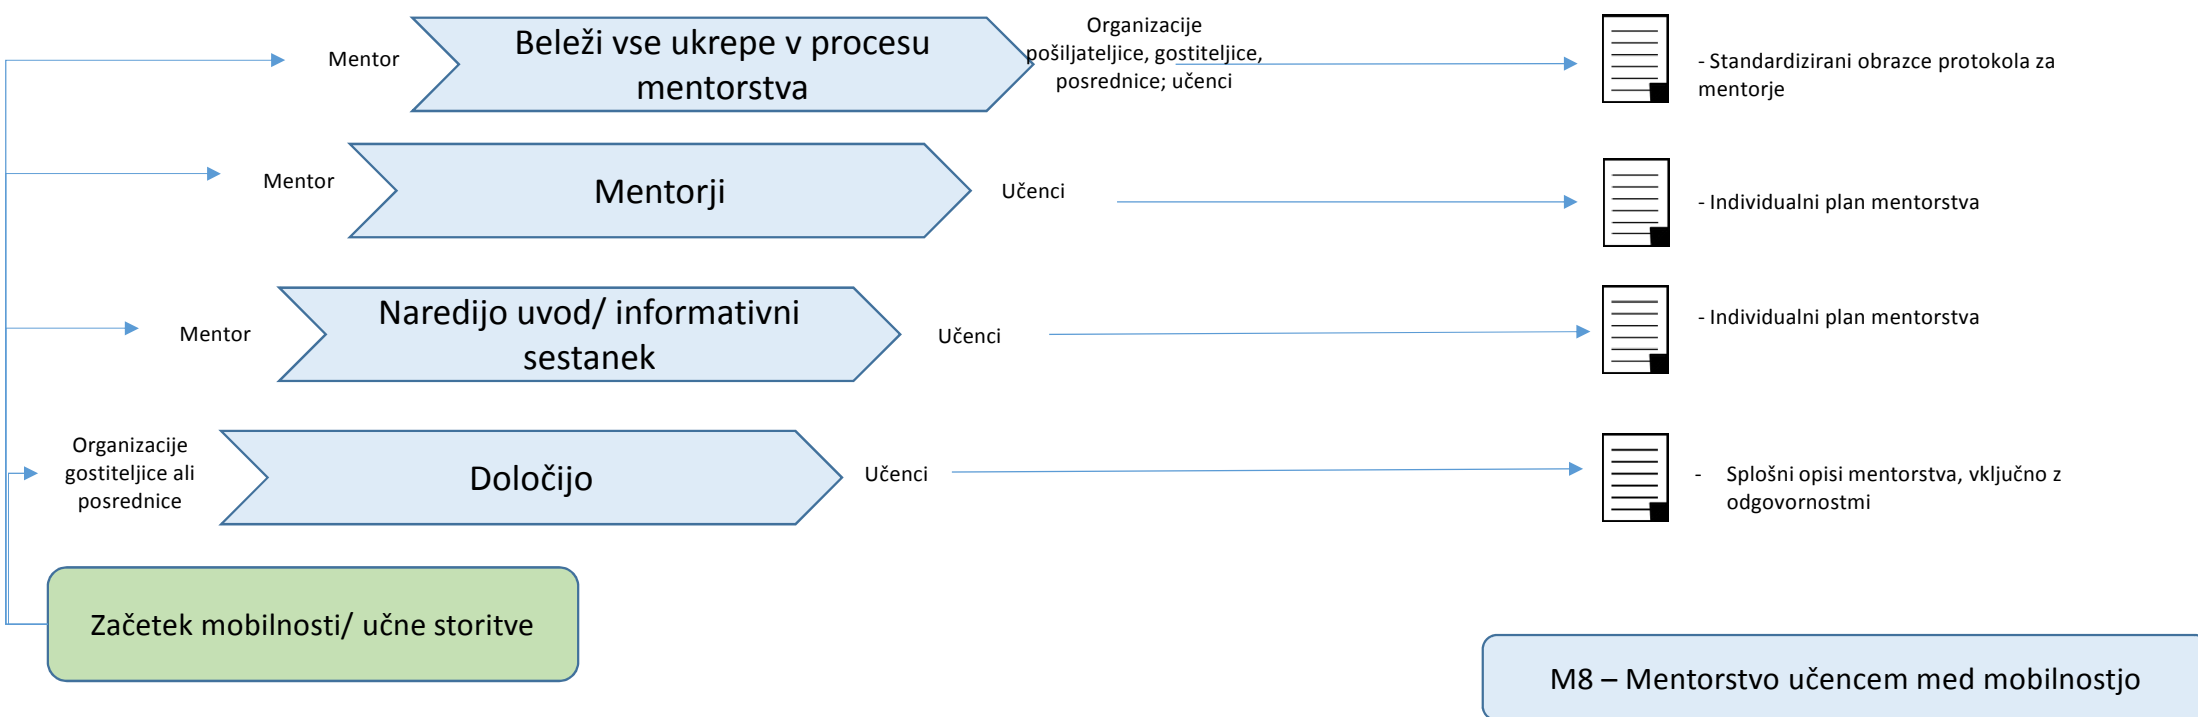 Mentor
Beleži vse ukrepe v procesu
mentorstva
Organizacije
pošiljateljice, gostiteljice,
posrednice; učenci
- Standardizirani obrazce protokola za
mentorje
Mentor
Mentorji
Učenci
- Individualni plan mentorstva
Mentor
Naredijo uvod/ informativni
sestanek
Učenci
- Individualni plan mentorstva
Organizacije
gostiteljice ali
posrednice
Določijo
Učenci
- Splošni opisi mentorstva, vključno z
odgovornostmi
Začetek mobilnosti/ učne storitve
M8 – Mentorstvo učencem med mobilnostjo